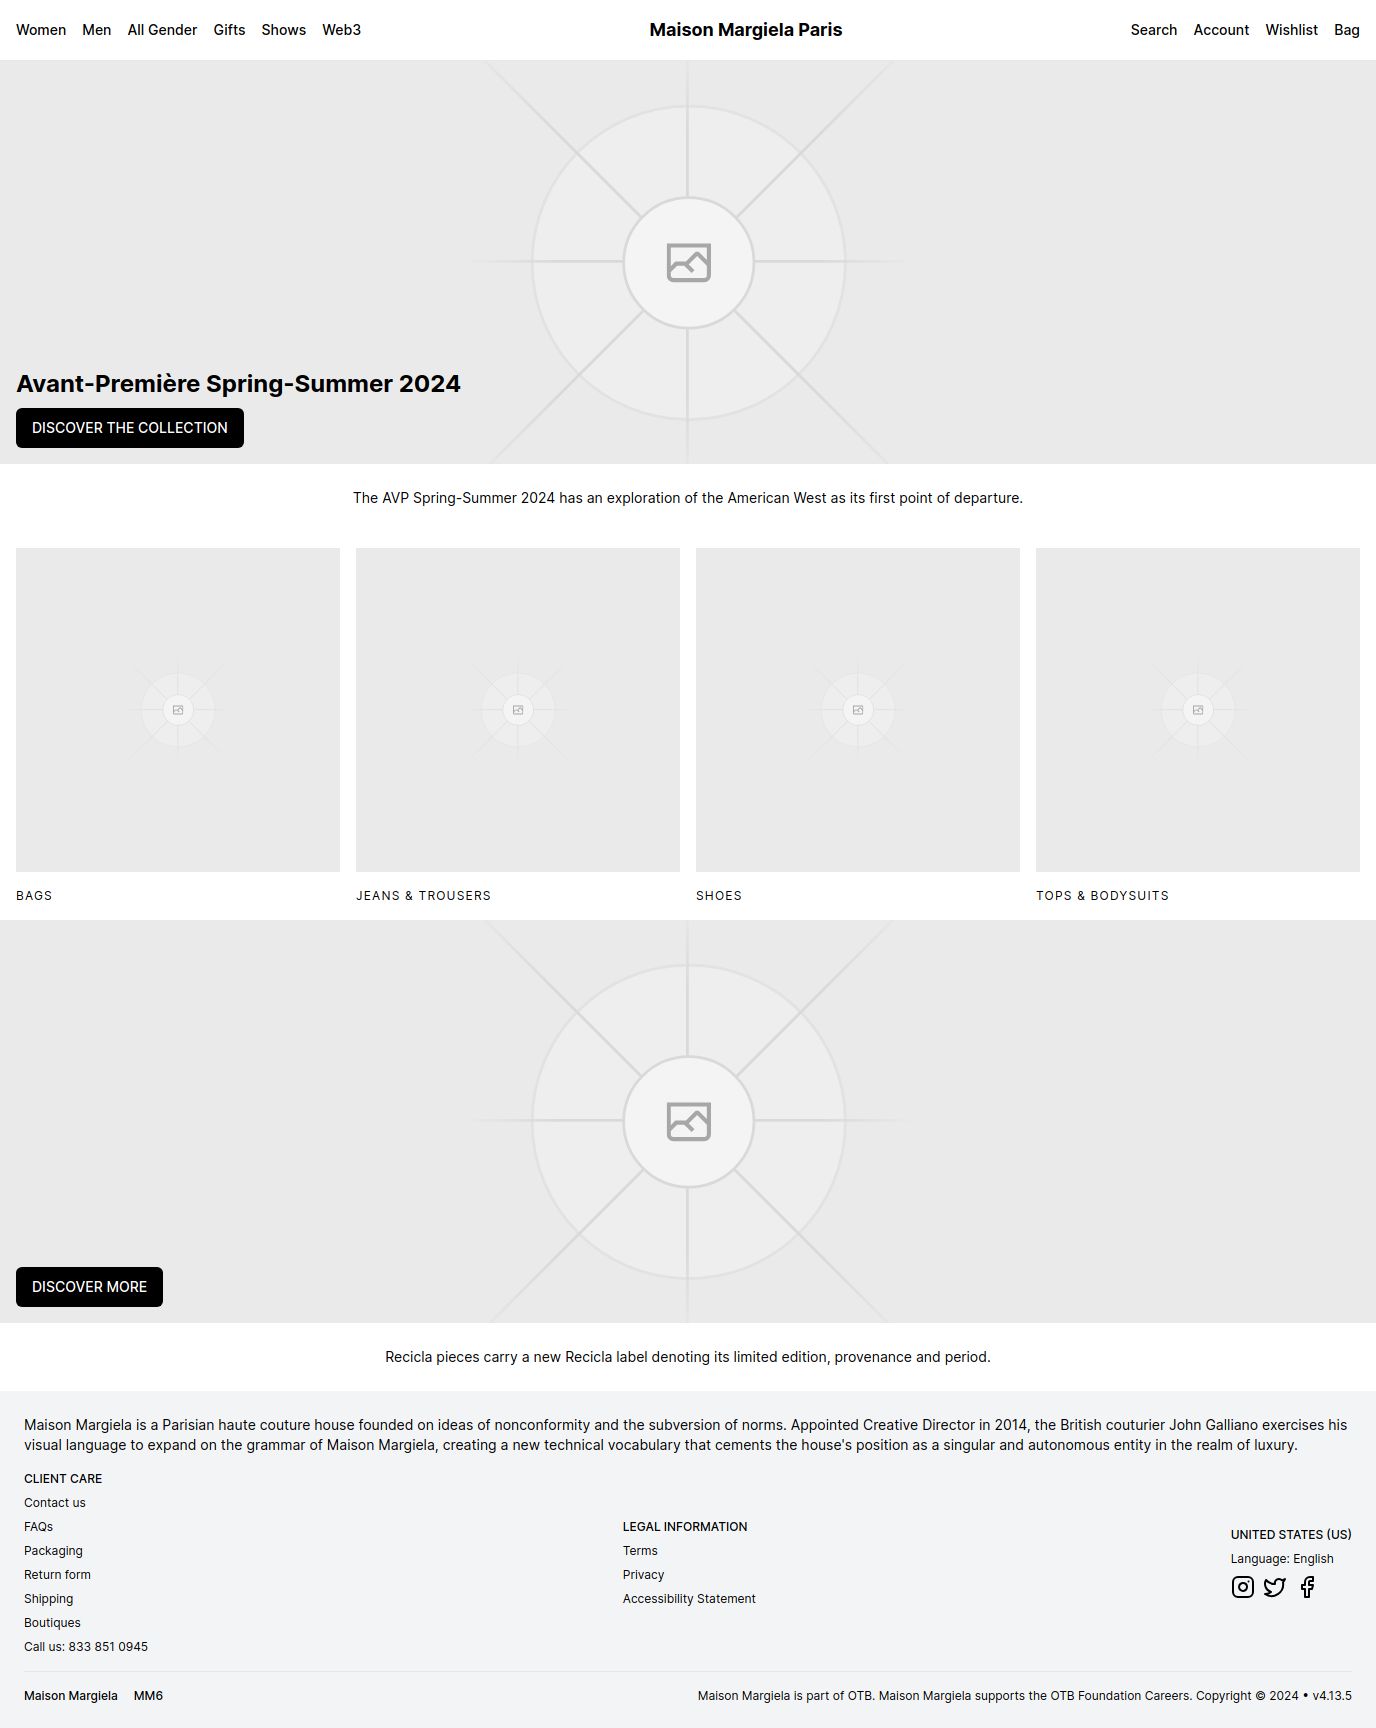 Women Men All Gender Gifts Shows Web3 Maison Margiela Paris Search Account Wishlist Bag
Avant-Première Spring-Summer 2024
DISCOVER THE COLLECTION
The AVP Spring-Summer 2024 has an exploration of the American West as its first point of departure.
BAGS JEANS & TROUSERS SHOES TOPS & BODYSUITS
DISCOVER MORE
Recicla pieces carry a new Recicla label denoting its limited edition, provenance and period.
Maison Margiela is a Parisian haute couture house founded on ideas of nonconformity and the subversion of norms. Appointed Creative Director in 2014, the British couturier John Galliano exercises his
visual language to expand on the grammar of Maison Margiela, creating a new technical vocabulary that cements the house's position as a singular and autonomous entity in the realm of luxury.
CLIENT CARE
Contact us
FAQs
Packaging
Return form
Shipping
Boutiques
Call us: 833 851 0945
LEGAL INFORMATION
Terms
Privacy
Accessibility Statement
UNITED STATES (US)
Language: English
Maison Margiela MM6 Maison Margiela is part of OTB. Maison Margiela supports the OTB Foundation Careers. Copyright © 2024 • v4.13.5